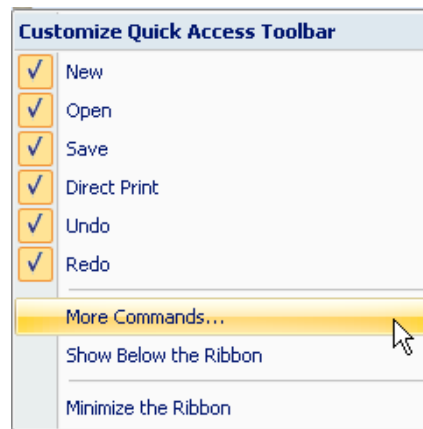 Customize Quick Access Toolbar
New
Open
Save
Direct Print
Undo
Redo
More Commands...
Show Below the Ribbon
Minimize the Ribbon